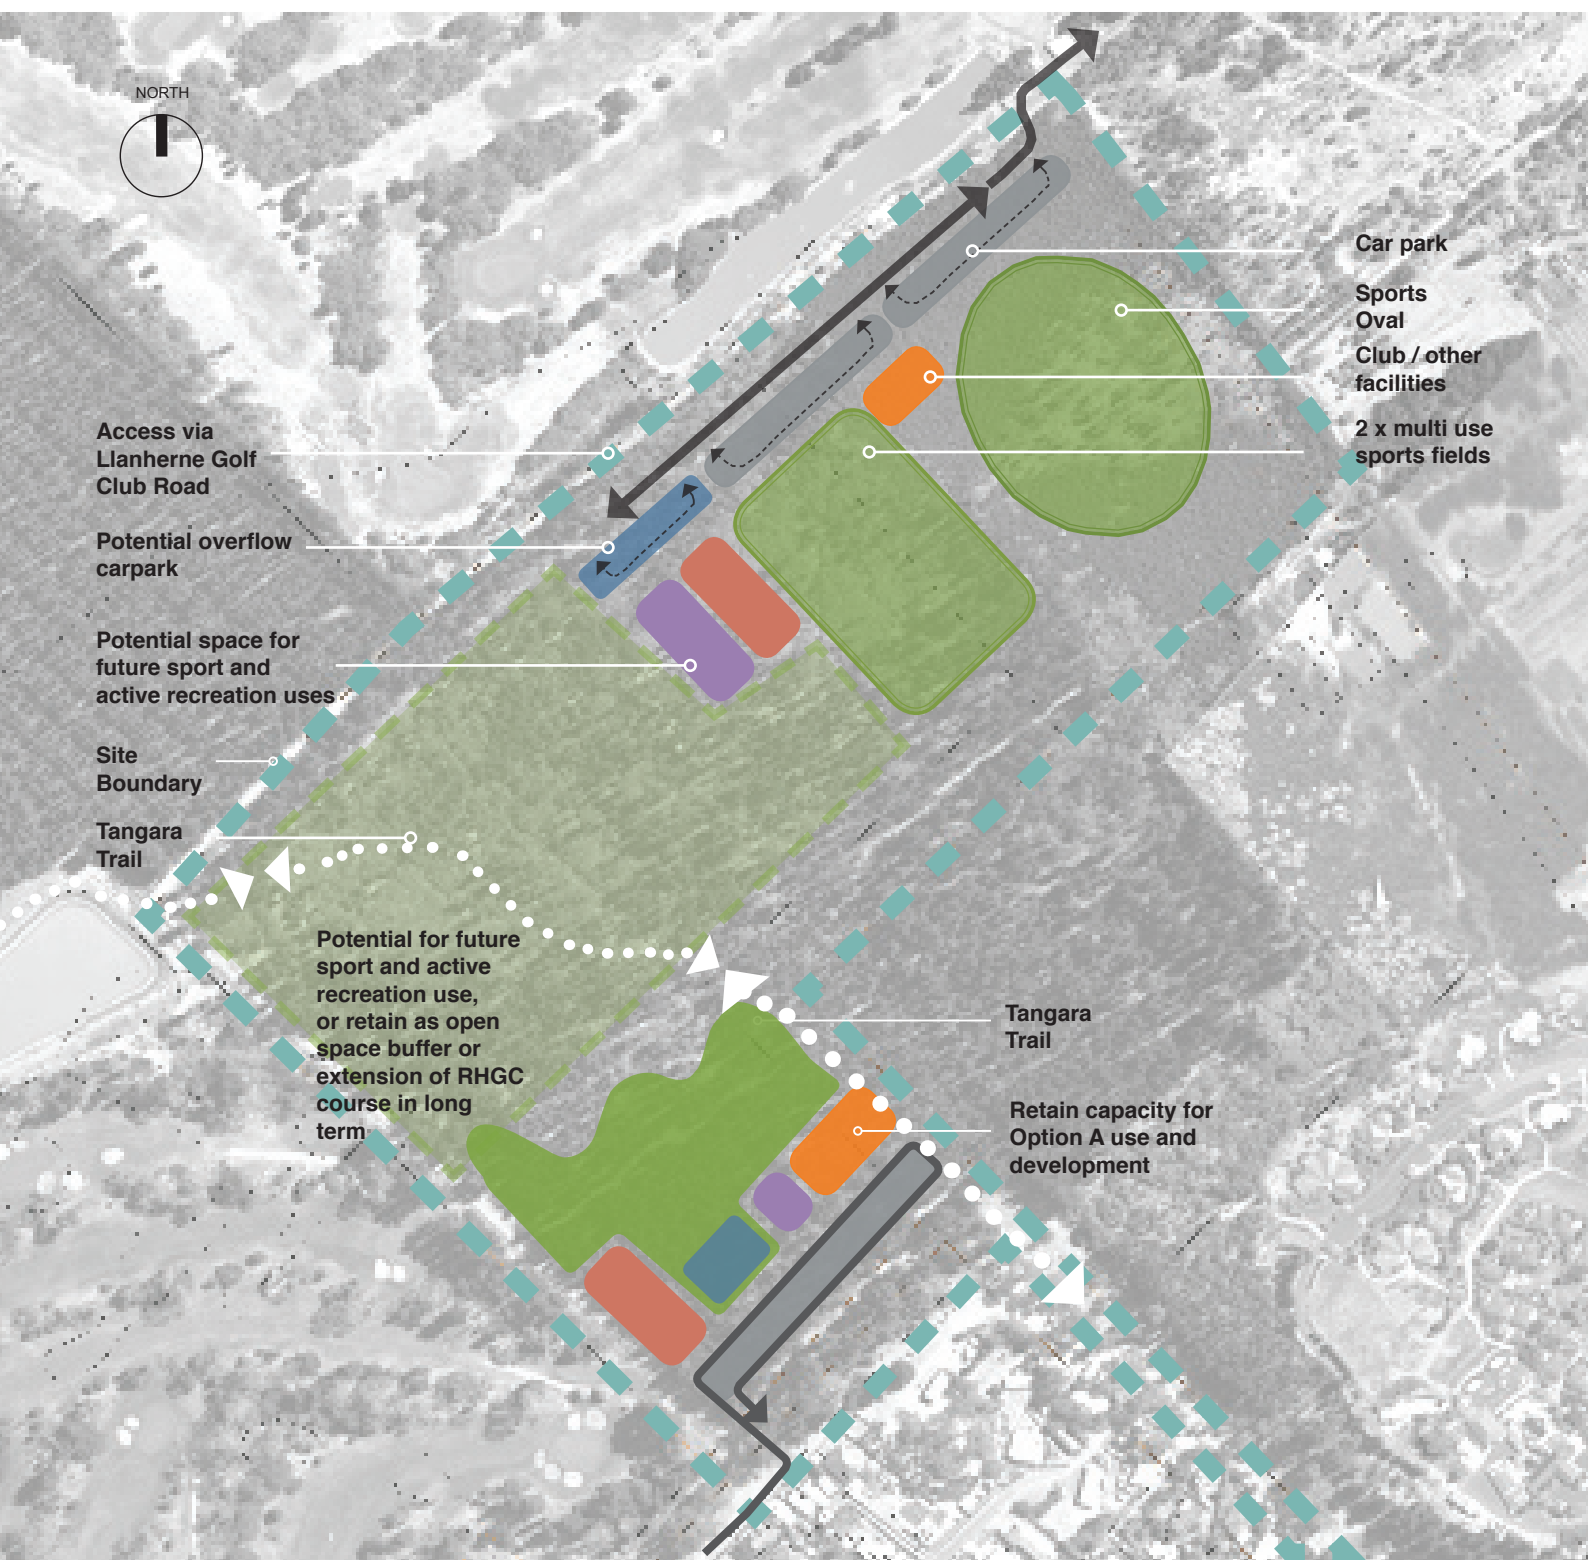 NORTH
Car park
Sports
Oval
Club / other
facilities
2 x multi use
sports fields
Access via
Llanherne Golf
Club Road
Potential overflow
carpark
Potential space for
future sport and
active recreation uses
Site
Boundary
Tangara
Trail
Potential for future
sport and active
recreation use,
or retain as open
space buffer or
extension of RHGC
course in long
term
Tangara
Trail
Retain capacity for
Option A use and
development